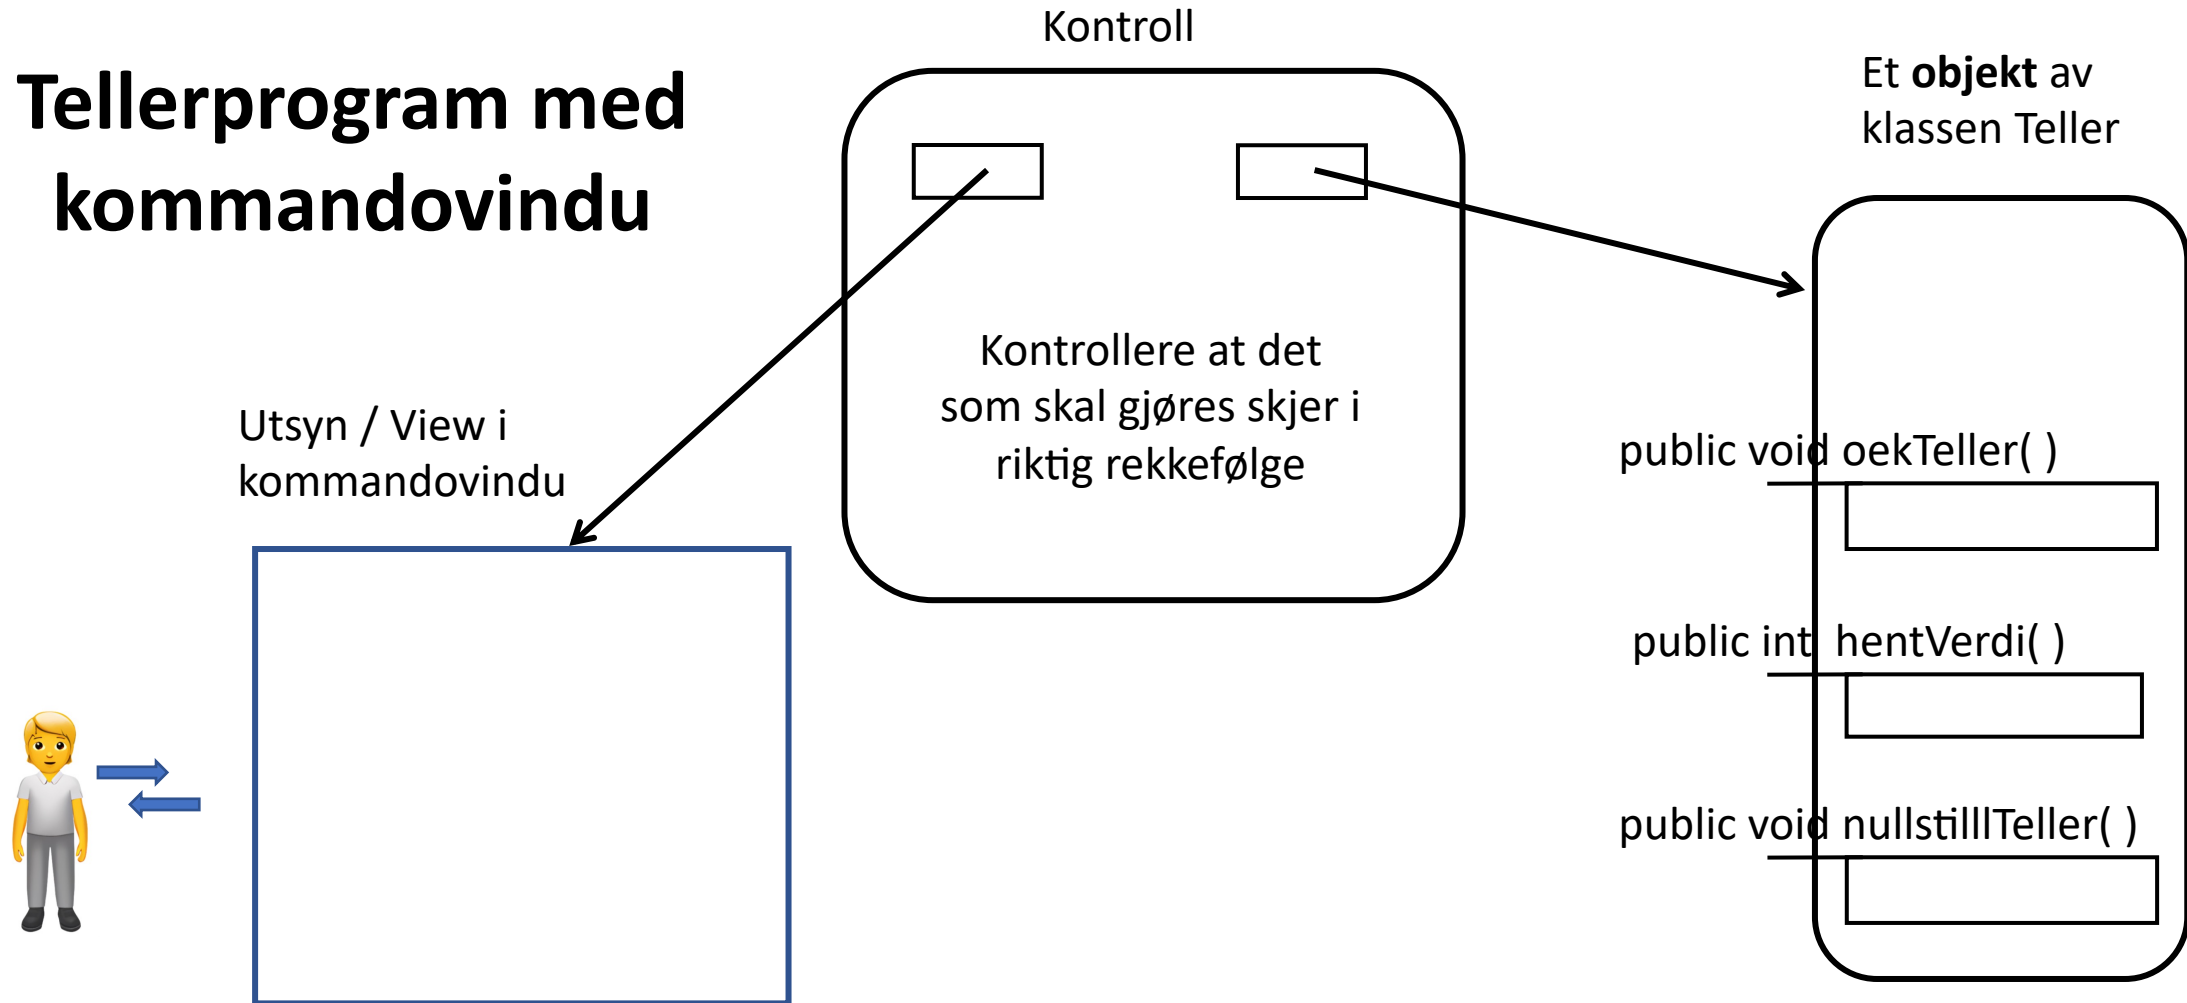 Tellerprogram med
kommandovindu
Kontroll
Kontrollere at det
som skal gjøres skjer i
riktig rekkefølge
Utsyn / View i
kommandovindu
Et objekt av
klassen Teller
public void oekTeller( )
public int  hentVerdi( )
public void nullstilllTeller( )